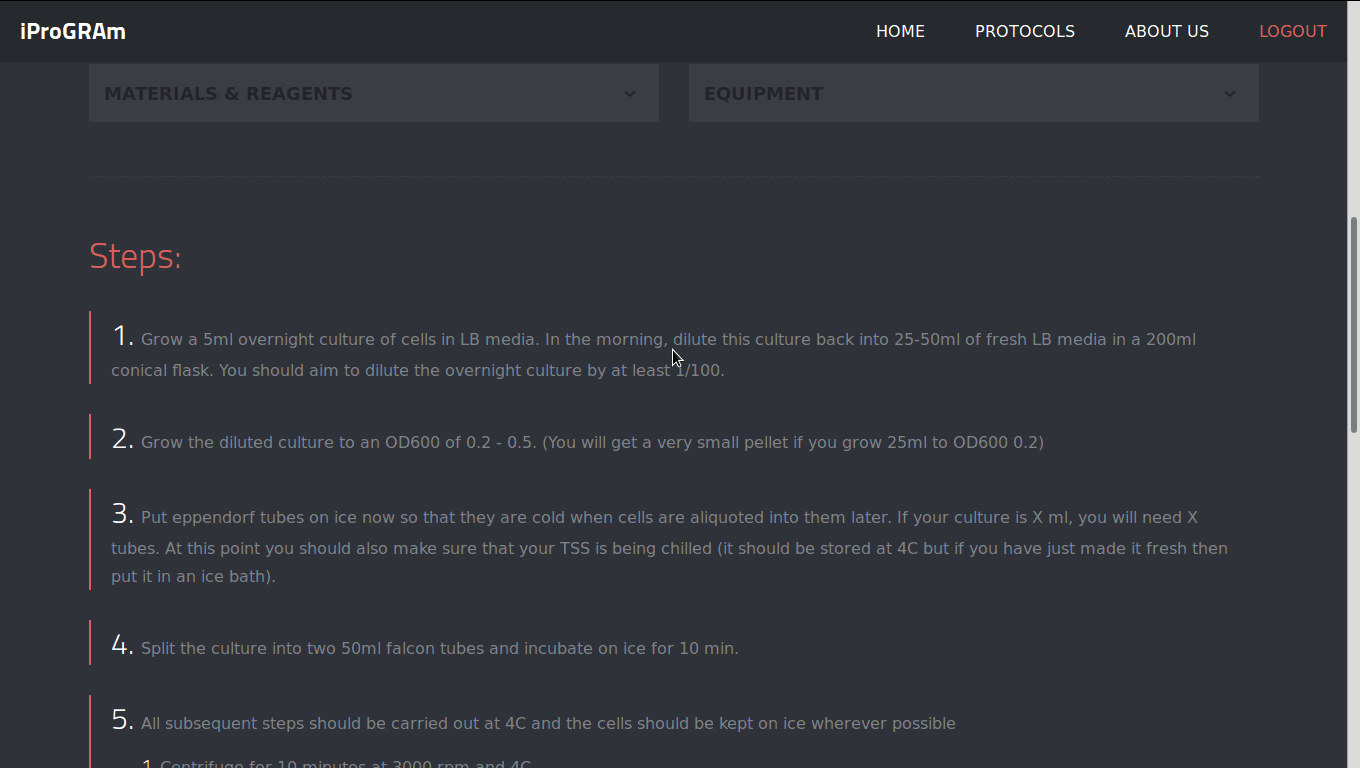 iProGRAm HOME PROTOCOLS ABOUT US LOGOUT
MATERIALS & REAGENTS EQUIPMENT
Steps:
1. Grow a 5ml overnight culture of cells in LB media. In the morning, dilute this culture back into 25-50ml of fresh LB media in a 200ml
conical flask. You should aim to dilute the overnight culture by at least 1/100.
2. Grow the diluted culture to an OD600 of 0.2 - 0.5. (You will get a very small pellet if you grow 25ml to OD600 0.2)
3. Put eppendorf tubes on ice now so that they are cold when cells are aliquoted into them later. If your culture is X ml, you will need X
tubes. At this point you should also make sure that your TSS is being chilled (it should be stored at 4C but if you have just made it fresh then
put it in an ice bath).
4. Split the culture into two 50ml falcon tubes and incubate on ice for 10 min.
5. All subsequent steps should be carried out at 4C and the cells should be kept on ice wherever possible
1. Centrifuge for 10 minutes at 3000 rpm and 4C